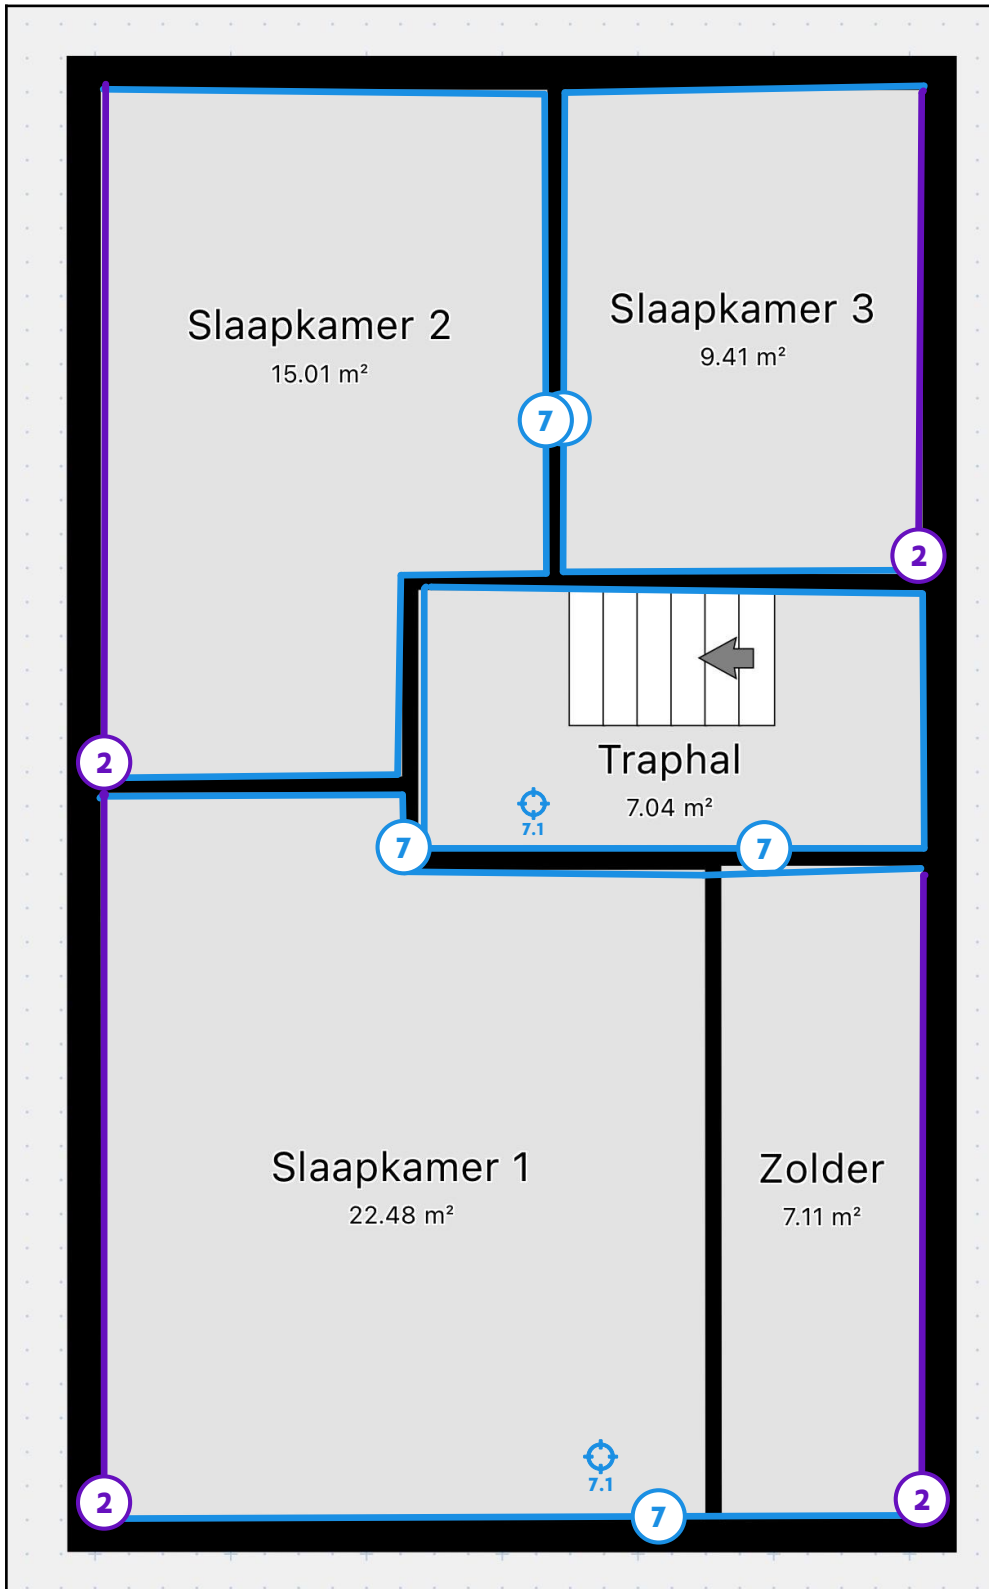 Slaapkamer 2
15.01 m²
Slaapkamer 3
9.41 m²
7
2
Traphal
7.04 m²
7.1
2
7
7
Slaapkamer 1
22.48 m²
Zolder
7.11 m²
7.1
2
7
2